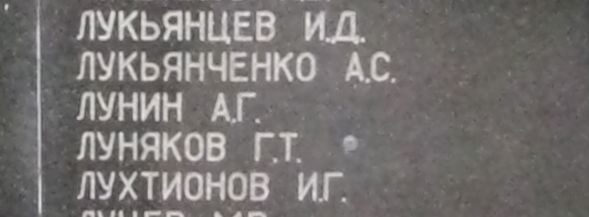 ЛУКЬЯНЦЕВ И.Д.
ЛУКЬЯНЧЕНКО А.С.
ЛУНИН А.Г.
ЛУНЯКОВ Г.Т.
ЛУХТИОНОВ И.Г.